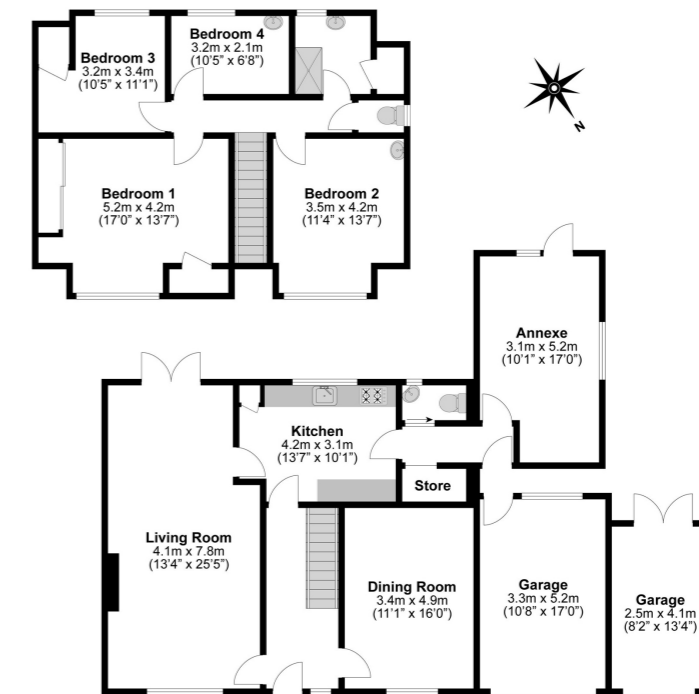 Bedroom 4
3.2m x 2.1m
(10'5" x 6'8")
Bedroom 3
3.2m x 3.4m
(10'5" x 11'1")
N
Bedroom 1
5.2m x 4.2m
(17'0" x 13'7")
Bedroom 2
3.5m x 4.2m
(11'4" x 13'7")
Annexe
3.1m x 5.2m
(10'1" x 17'0")
Kitchen
4.2m x 3.1m
(13'7" x 10'1")
Store
Living Room
4.1m x 7.8m
(13'4" x 25'5")
Dining Room
3.4m x 4.9m
(11'1" x 16'0")
Garage
3.3m x 5.2m
(10'8" x 17'0")
Garage
2.5m x 4.1m
(8'2" x 13'4")